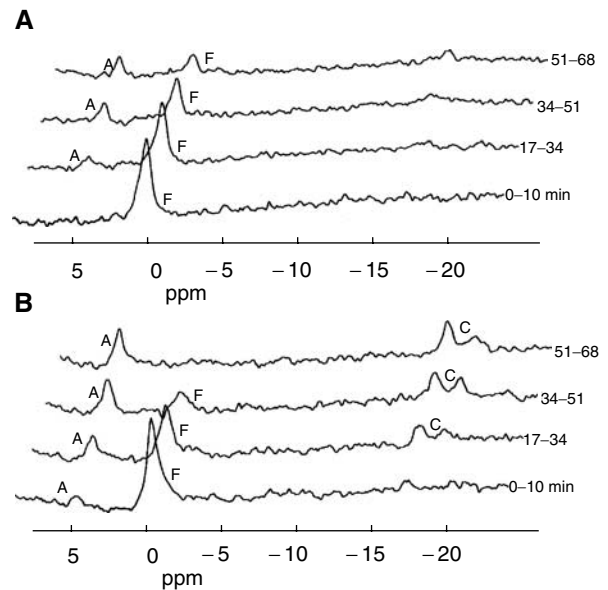 A
A F 51–68
A F 34–51
A F 17–34
F 0–10 min
5 0 −5 −10 −15 −20
ppm
B
A C 51–68
A F C 34–51
A F C 17–34
A F 0–10 min
5 0 −5 −10 −15 −20
ppm